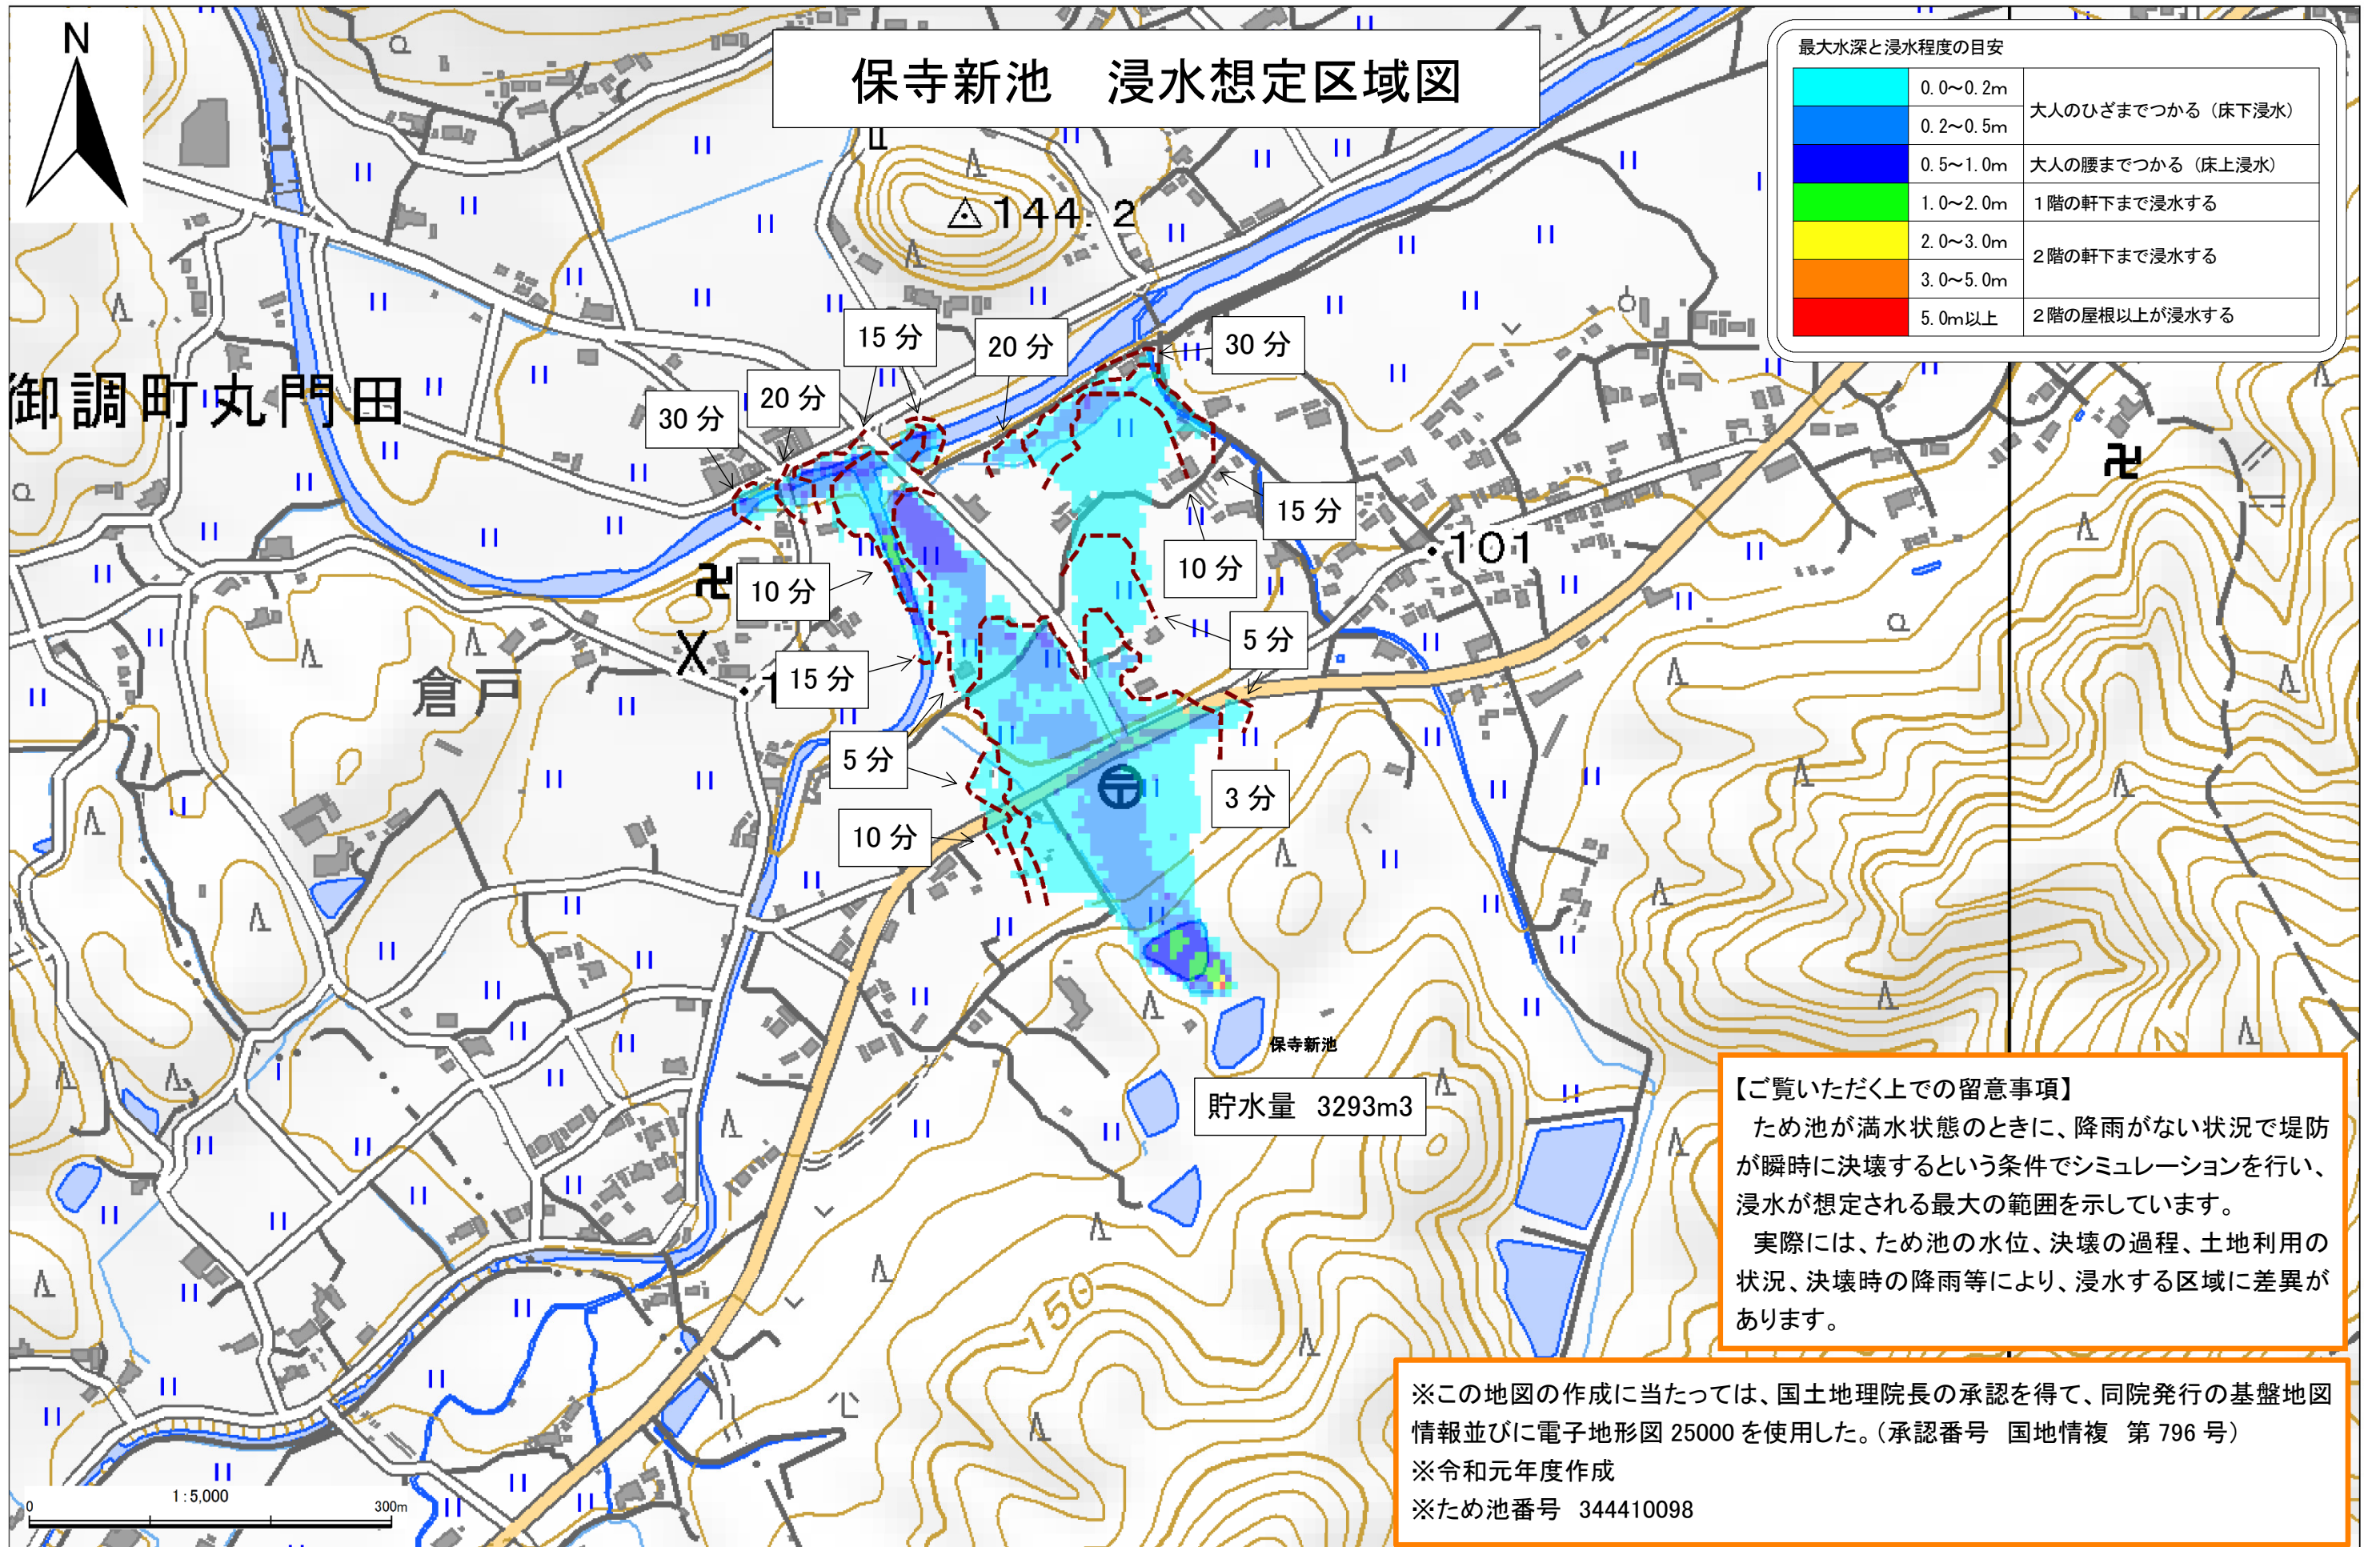 N
保寺新池　浸水想定区域図
最大水深と浸水程度の目安
0.0～0.2m
大人のひざまでつかる（床下浸水）
0.2～0.5m
0.5～1.0m 大人の腰までつかる（床上浸水）
1.0～2.0m 1階の軒下まで浸水する
2.0～3.0m
2階の軒下まで浸水する
3.0～5.0m
5.0m以上 2階の屋根以上が浸水する
144.2
15分
20分
30分
御調町丸門田
20分
30分
15分
101
10分
10分
5分
15分
倉戸
5分
3分
10分
保寺新池
貯水量　3293m3
150
【ご覧いただく上での留意事項】
ため池が満水状態のときに、降雨がない状況で堤防
が瞬時に決壊するという条件でシミュレーションを行い、
浸水が想定される最大の範囲を示しています。
実際には、ため池の水位、決壊の過程、土地利用の
状況、決壊時の降雨等により、浸水する区域に差異が
あります。
※この地図の作成に当たっては、国土地理院長の承認を得て、同院発行の基盤地図
情報並びに電子地形図 25000 を使用した。（承認番号　国地情複　第 796 号）
※令和元年度作成
※ため池番号　344410098
1:5,000
0 300m